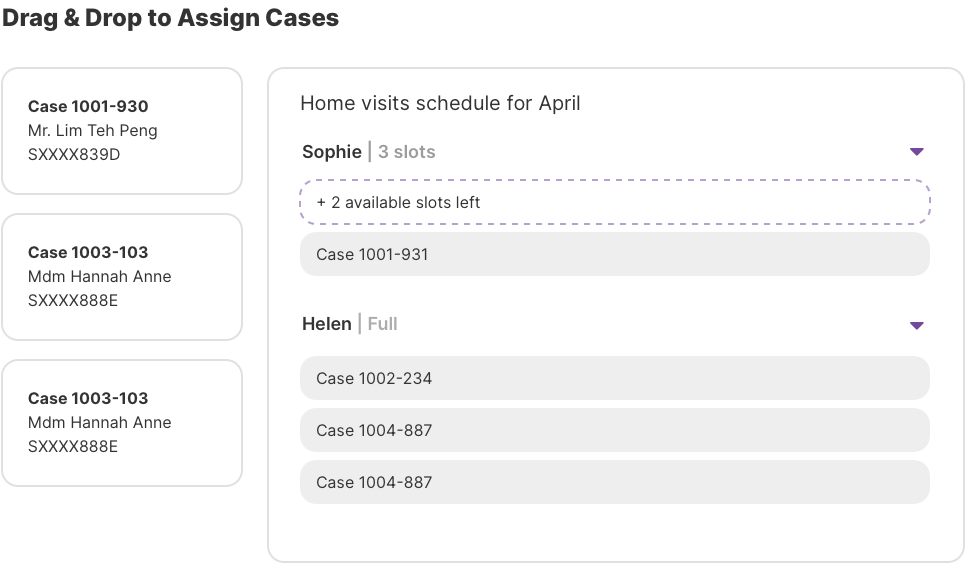 Drag & Drop to Assign Cases
Case 1001-930
Mr. Lim Teh Peng
SXXXX839D
Case 1003-103
Mdm Hannah Anne
SXXXX888E
Case 1003-103
Mdm Hannah Anne
SXXXX888E
Home visits schedule for April
Sophie | 3 slots
+ 2 available slots left
Case 1001-931
Helen | Full
Case 1002-234
Case 1004-887
Case 1004-887